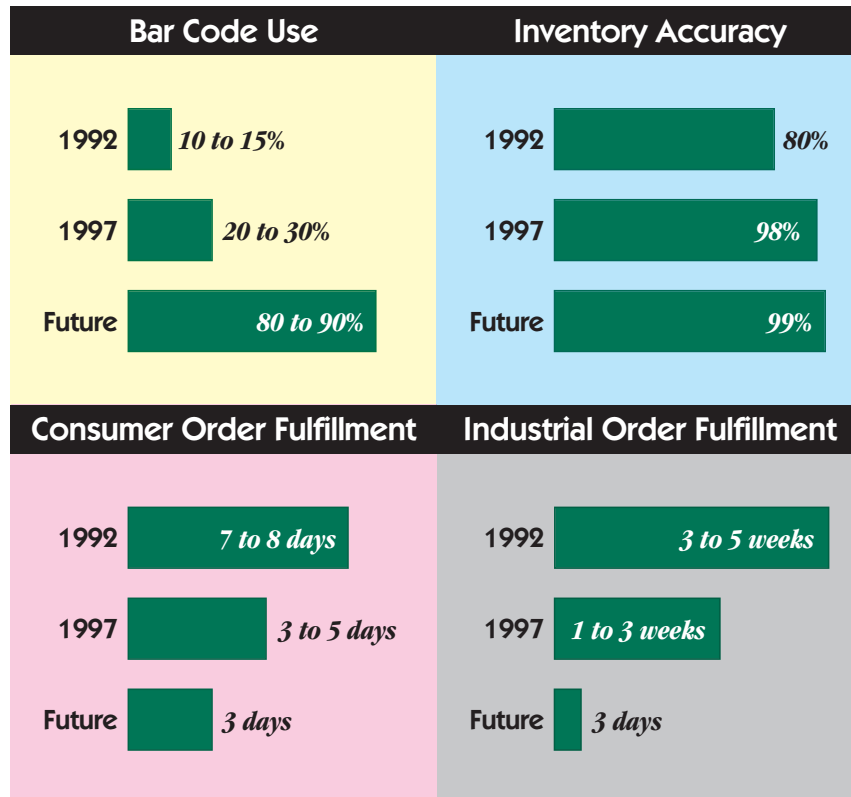 Bar Code Use
1992 10 to 15%
1997 20 to 30%
Future 80 to 90%
Inventory Accuracy
1992 80%
1997 98%
Future 99%
Consumer Order Fulfillment
1992 7 to 8 days
1997 3 to 5 days
Future 3 days
Industrial Order Fulfillment
1992 3 to 5 weeks
1997 1 to 3 weeks
Future 3 days